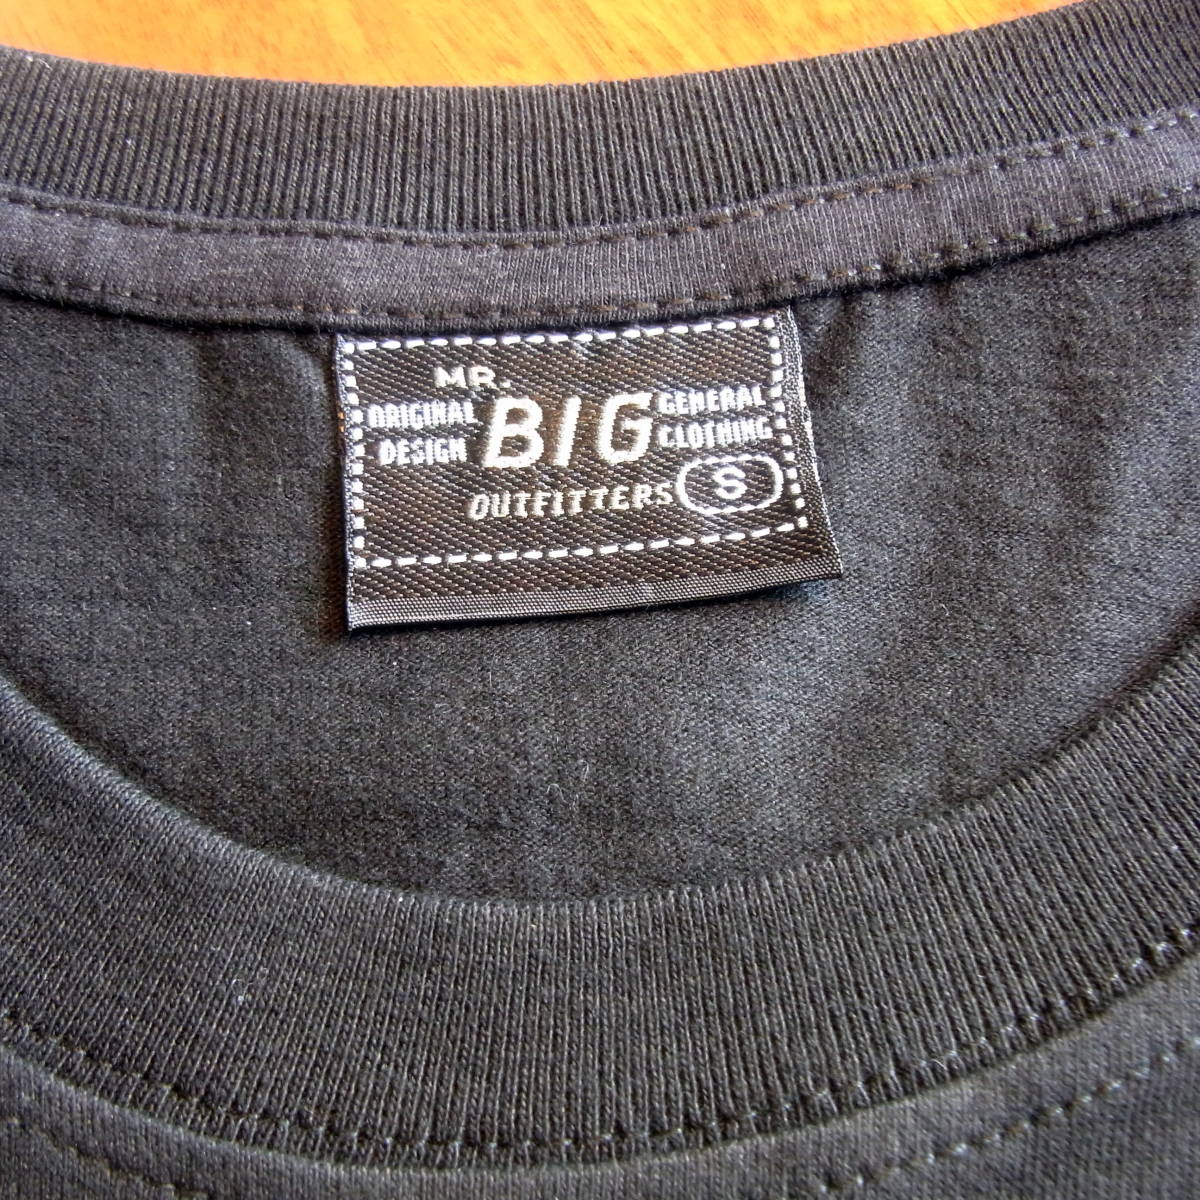 MR.
ORIGINAL DESIGN
BIG
GENERAL CLOTHING
OUTFITTERS
S